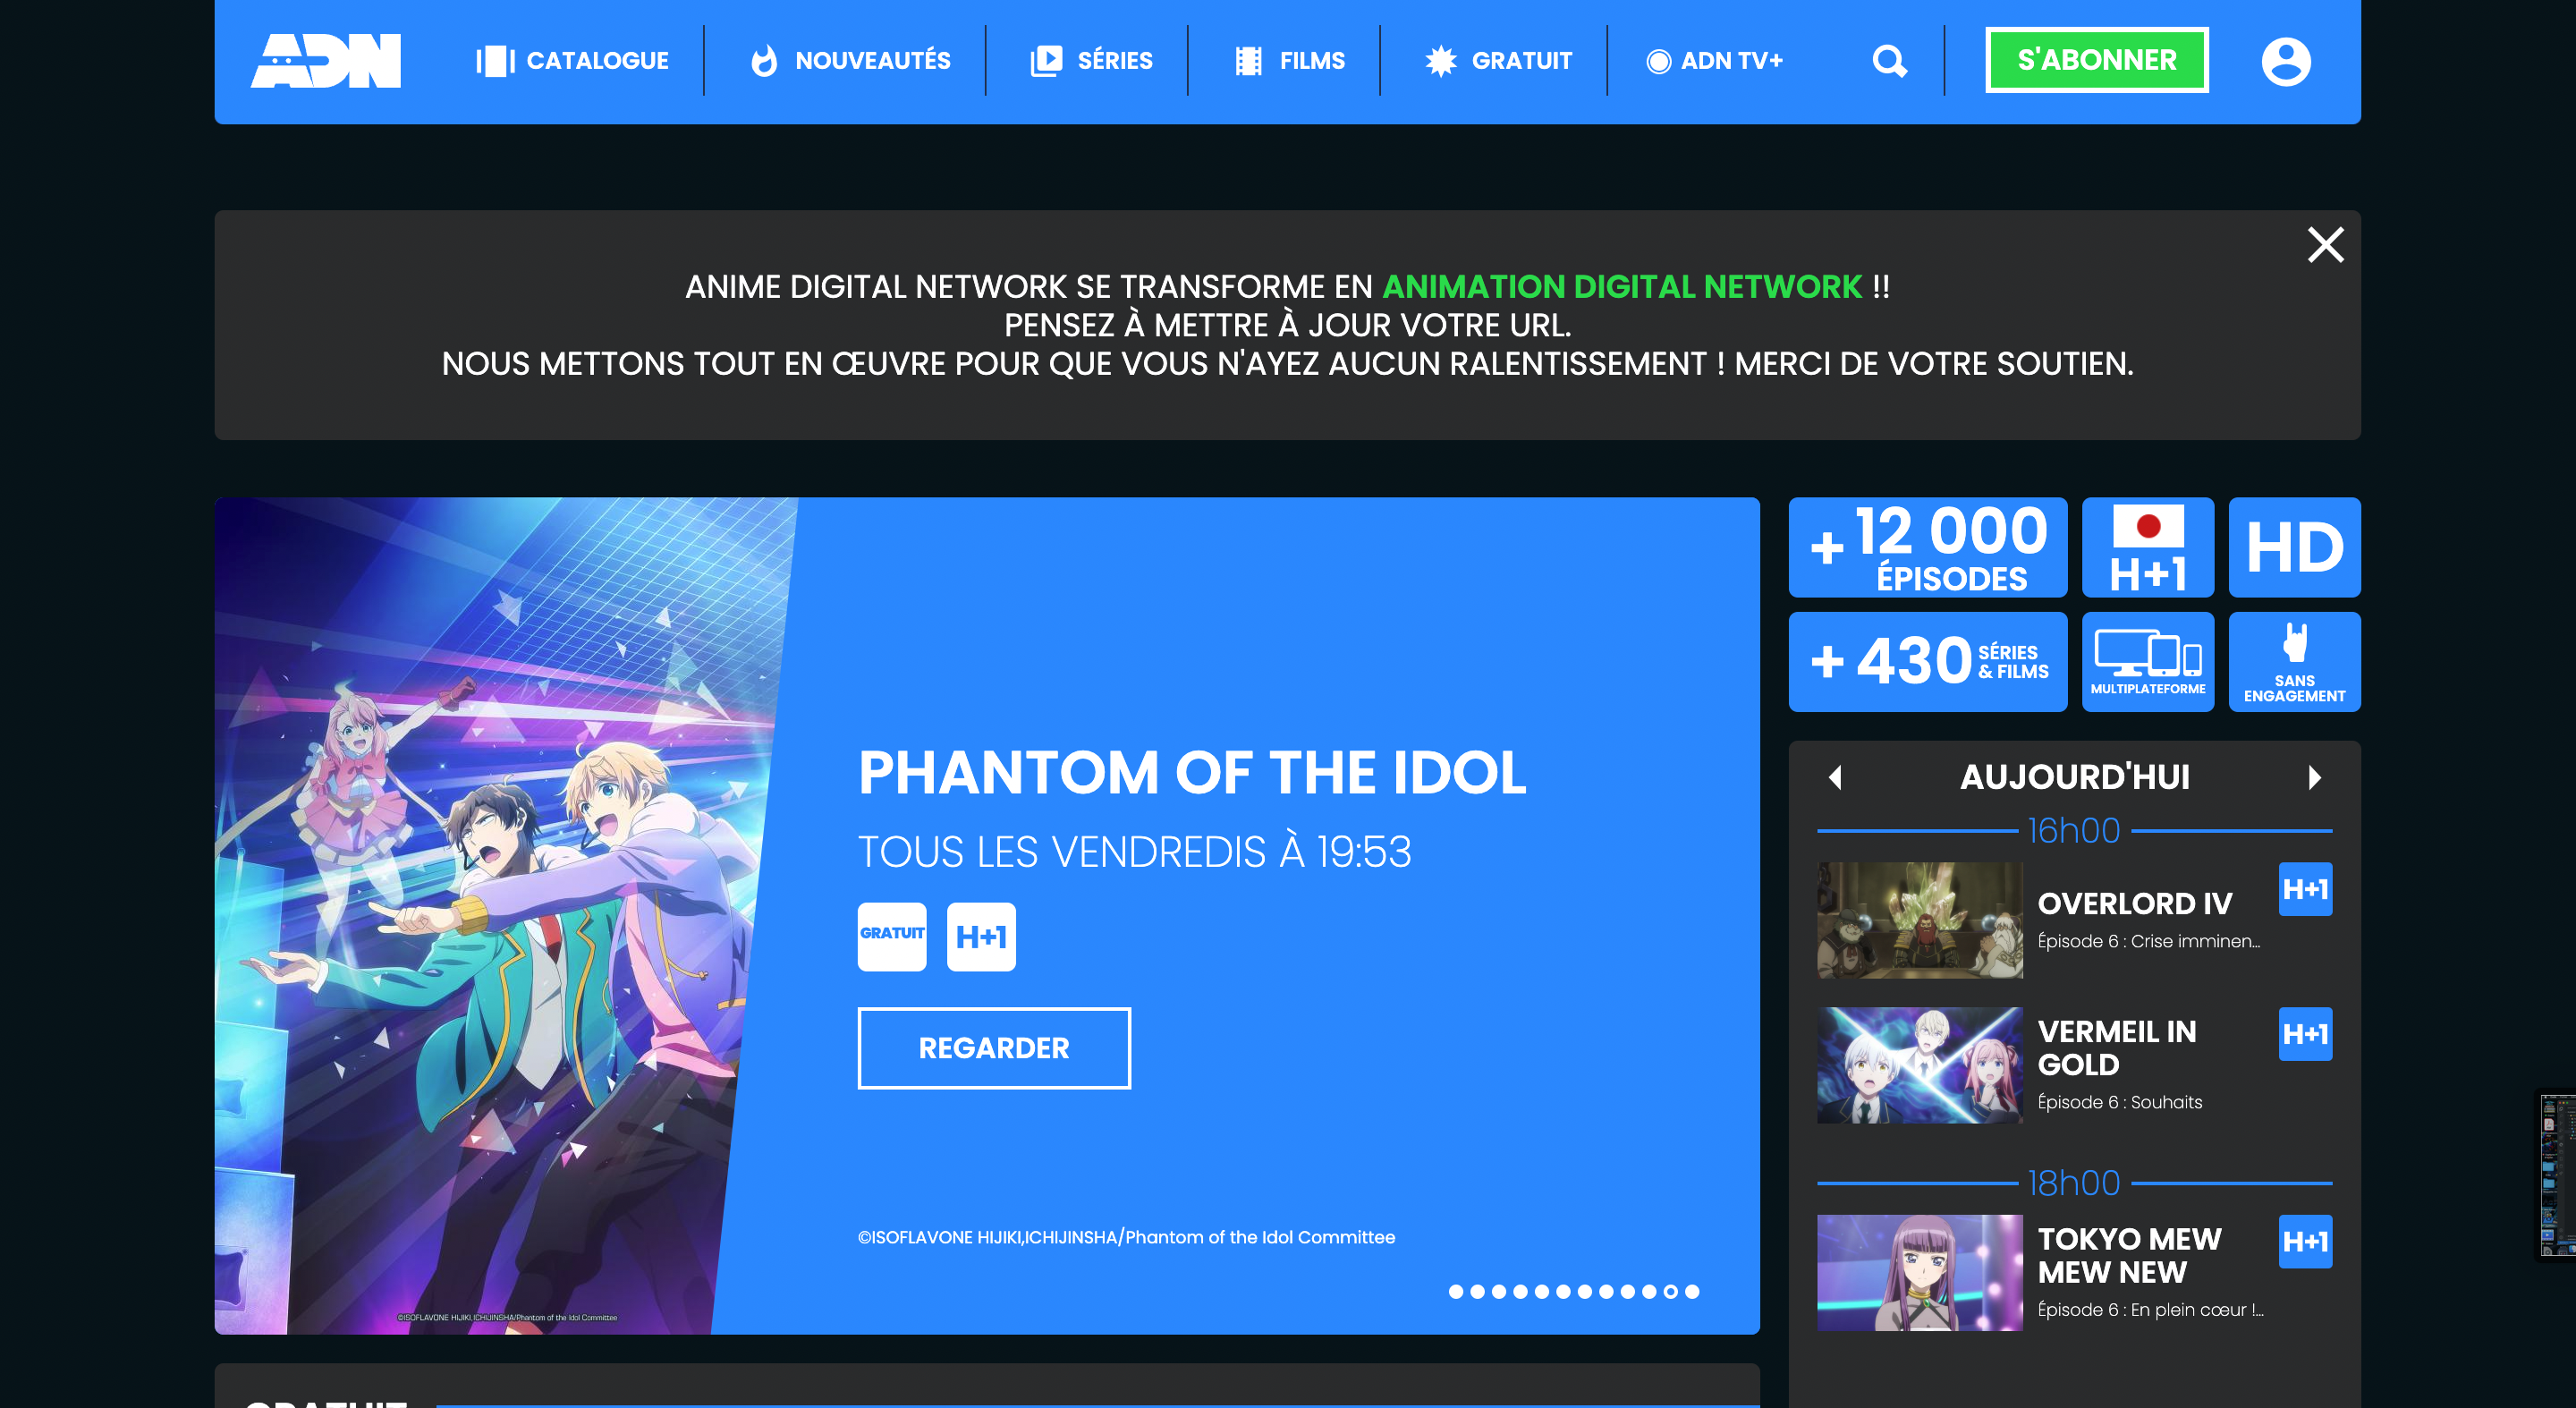 ADN
CATALOGUE
NOUVEAUTÉS
SÉRIES
FILMS
GRATUIT
ADN TV+
S'ABONNER
ANIME DIGITAL NETWORK SE TRANSFORME EN ANIMATION DIGITAL NETWORK !!
PENSEZ À METTRE À JOUR VOTRE URL.
NOUS METTONS TOUT EN ŒUVRE POUR QUE VOUS N'AYEZ AUCUN RALENTISSEMENT ! MERCI DE VOTRE SOUTIEN.
PHANTOM OF THE IDOL
TOUS LES VENDREDIS À 19:53
GRATUIT
H+1
REGARDER
©ISOFLAVONE HIJIKI,ICHIJINSHA/Phantom of the Idol Committee
©ISOFLAVONE HIJIKI,ICHIJINSHA/Phantom of the Idol Committee
+ 12 000
ÉPISODES
H+1
HD
+ 430 SÉRIES
& FILMS
MULTIPLATEFORME
SANS
ENGAGEMENT
AUJOURD'HUI
16h00
OVERLORD IV
Épisode 6 : Crise imminen...
H+1
VERMEIL IN
GOLD
Épisode 6 : Souhaits
H+1
18h00
TOKYO MEW
MEW NEW
Épisode 6 : En plein cœur !...
H+1
GRATUIT